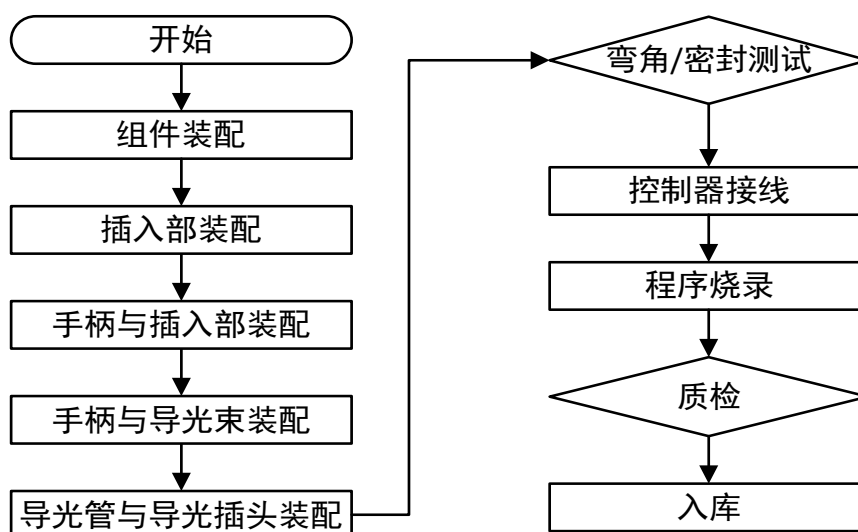 开始
组件装配
插入部装配
手柄与插入部装配
手柄与导光束装配
导光管与导光插头装配
弯角/密封测试
控制器接线
程序烧录
质检
入库